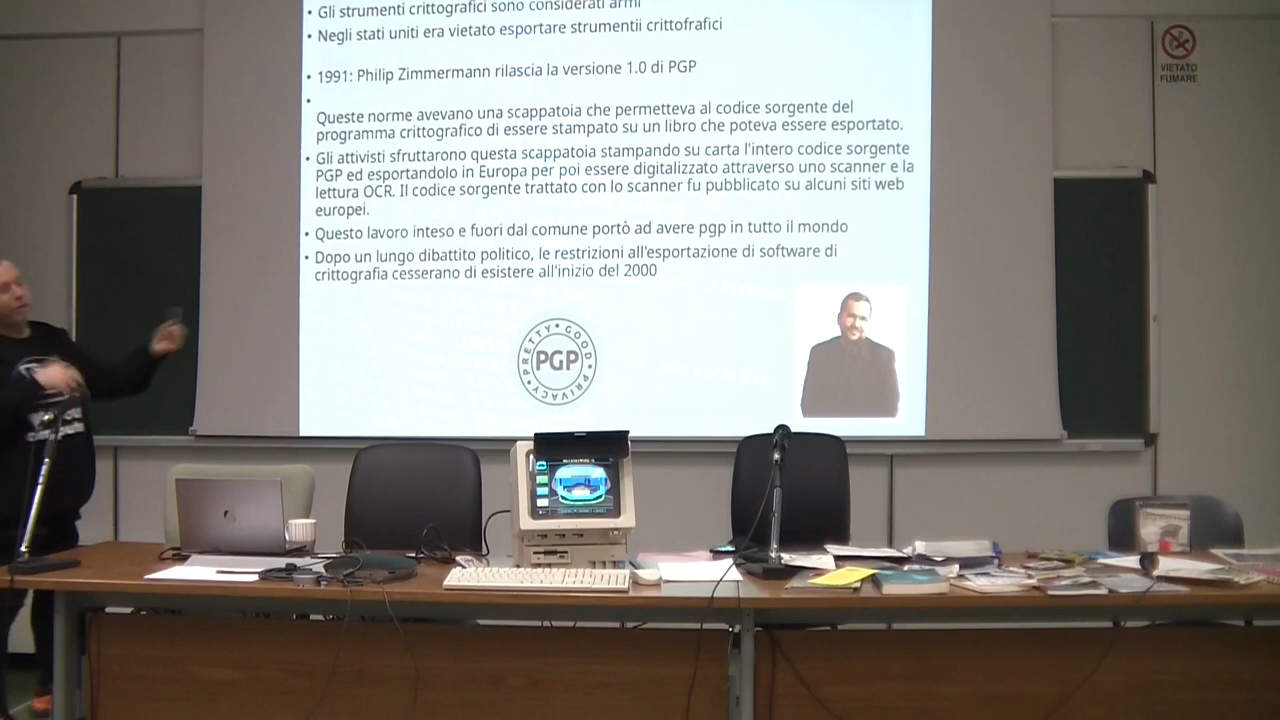 • Gli strumenti crittografici sono considerati armi
• Negli stati uniti era vietato esportare strumentii crittofrafici
• 1991: Philip Zimmermann rilascia la versione 1.0 di PGP
•
Queste norme avevano una scappatoia che permetteva al codice sorgente del
programma crittografico di essere stampato su un libro che poteva essere esportato.
• Gli attivisti sfruttarono questa scappatoia stampando su carta l'intero codice sorgente
PGP ed esportandolo in Europa per poi essere digitalizzato attraverso uno scanner e la
lettura OCR. Il codice sorgente trattato con lo scanner fu pubblicato su alcuni siti web
europei.
• Questo lavoro inteso e fuori dal comune portò ad avere pgp in tutto il mondo
• Dopo un lungo dibattito politico, le restrizioni all'esportazione di software di
crittografia cesserano di esistere all'inizio del 2000
PRETTY • GOOD • PRIVACY •
PGP
VIETATO
FUMARE